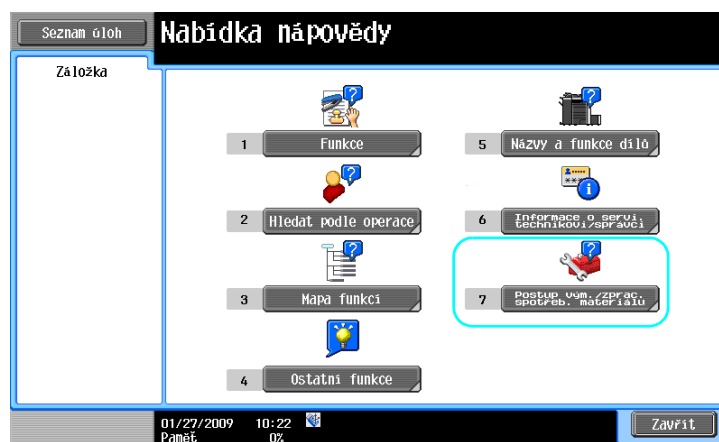 Seznam úloh
Nabídka nápovědy
Záložka
1 Funkce
2 Hledat podle operace
3 Mapa funkcí
4 Ostatní funkce
5 Názvy a funkce dílů
6 Informace o servi.
technikovi/správci
7 Postup vým./zprac.
spotřeb. materiálu
01/27/2009 10:22
Paměť 0%
Zavřít